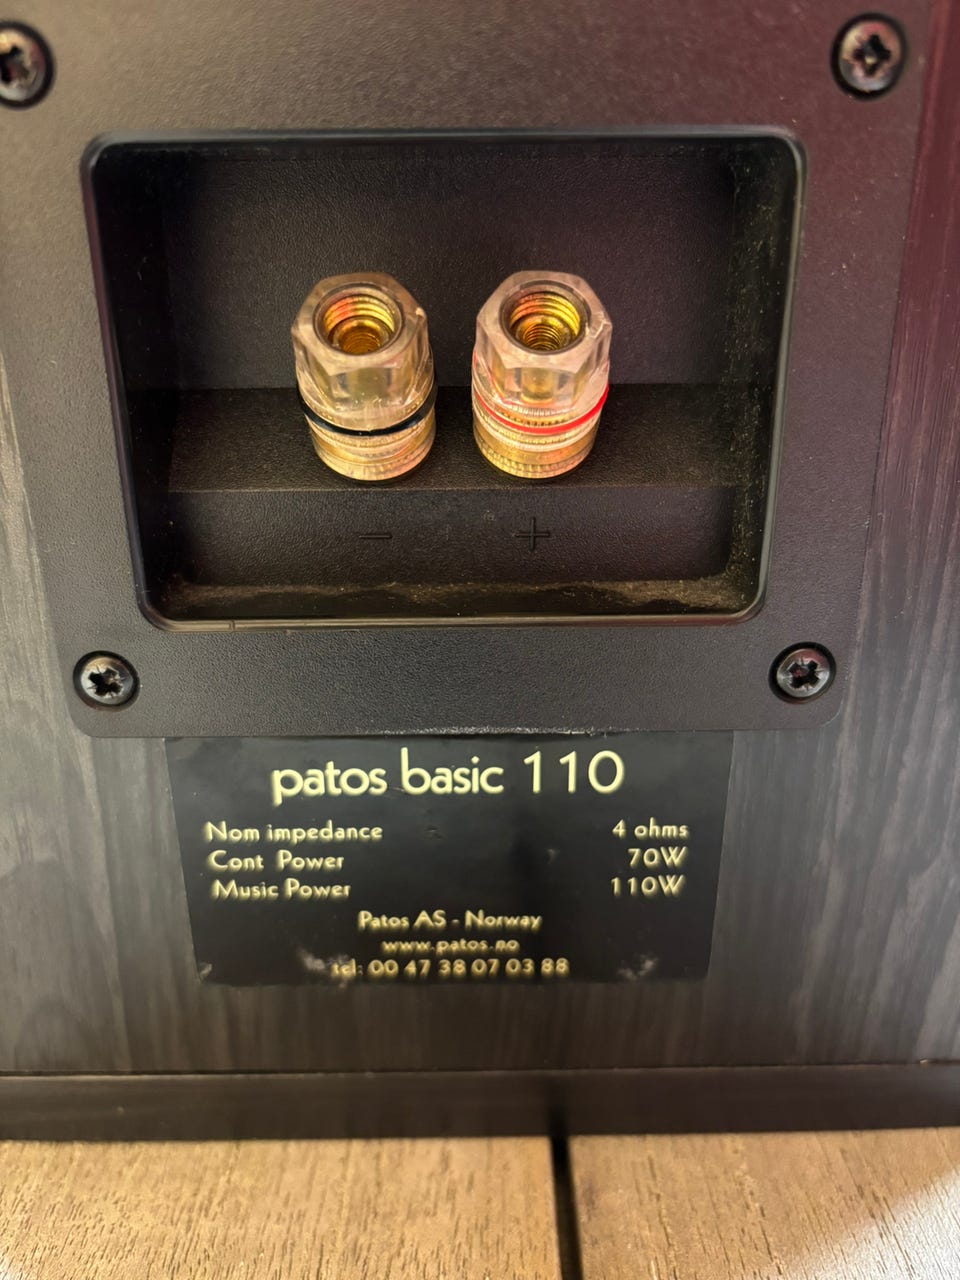 − +
patos basic 110
Nom impedance 4 ohms
Cont Power 70W
Music Power 110W
Patos AS - Norway
www.patos.no
tel: 00 47 38 07 03 88